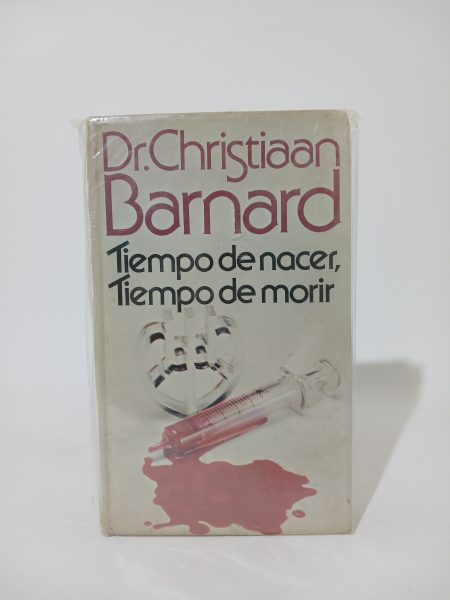 Dr. Christiaan
Barnard
Tiempo de nacer,
Tiempo de morir